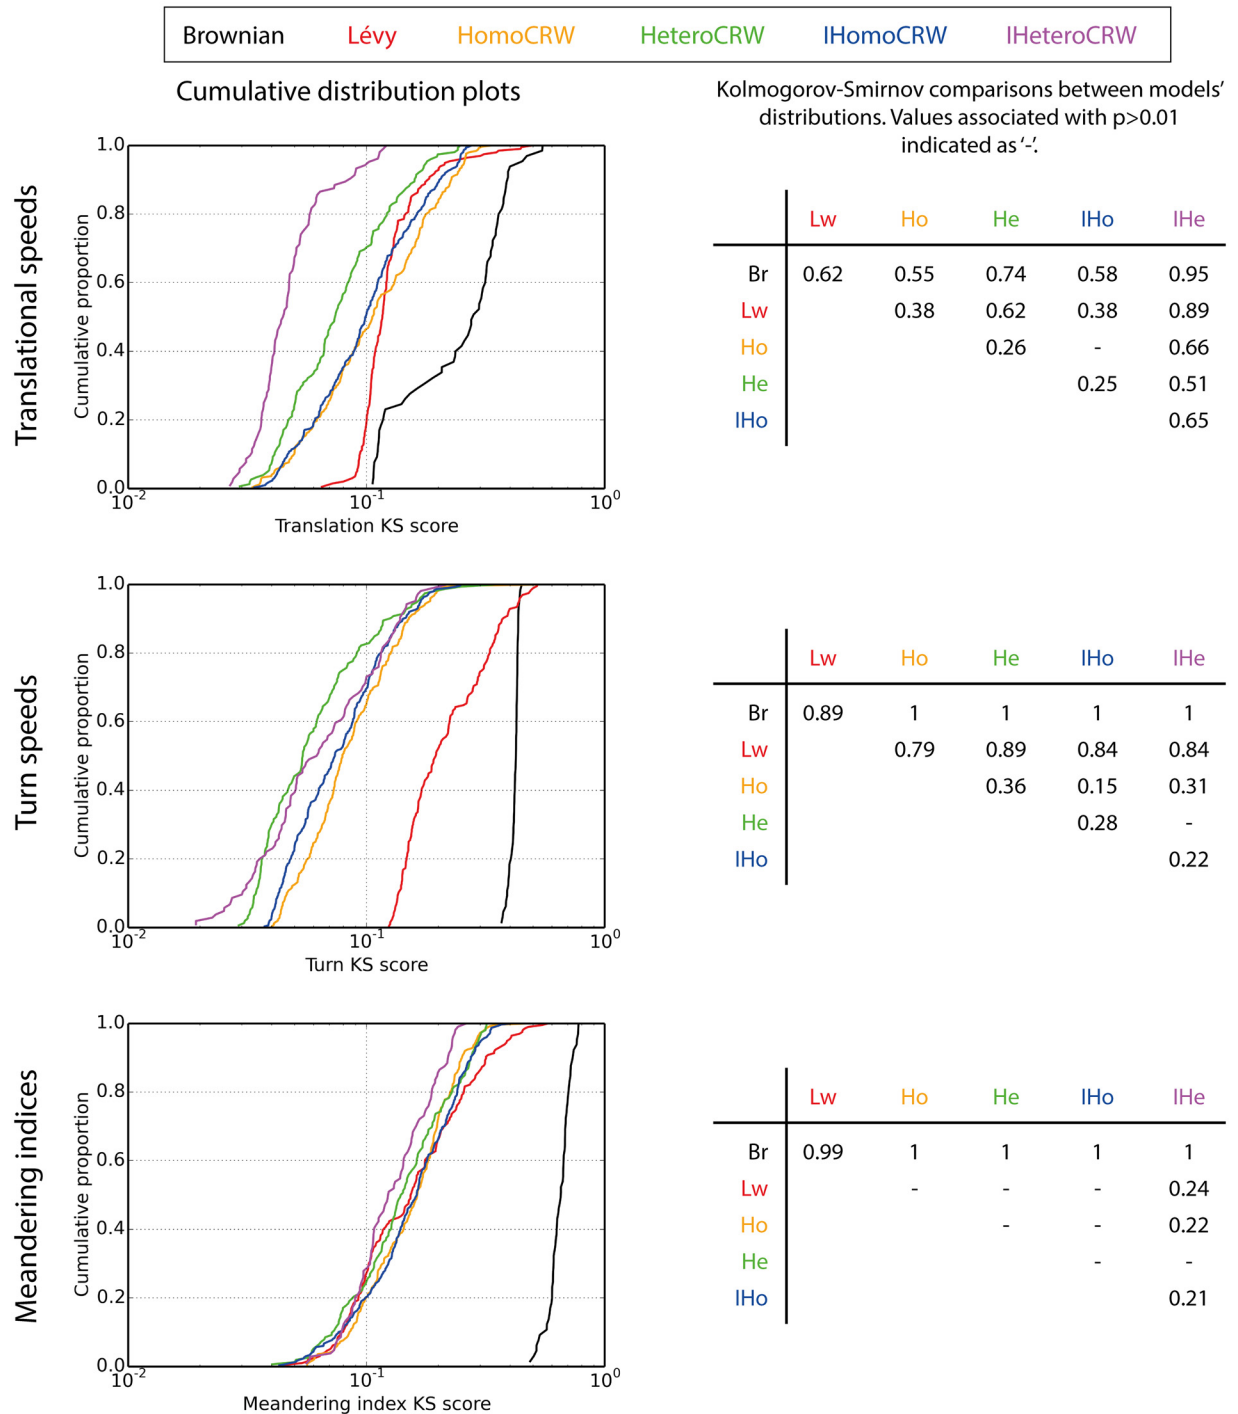 Brownian Lévy HomoCRW HeteroCRW IHomoCRW IHeteroCRW
Cumulative distribution plots
Kolmogorov-Smirnov comparisons between models'
distributions. Values associated with p>0.01
indicated as '-'.
Translational speeds
Cumulative proportion
1.0
0.8
0.6
0.4
0.2
0.0
10^-2 10^-1 10^0
Translation KS score
Lw Ho He IHo IHe
Br 0.62 0.55 0.74 0.58 0.95
Lw 0.38 0.62 0.38 0.89
Ho 0.26 - 0.66
He 0.25 0.51
IHo 0.65
Turn speeds
Cumulative proportion
1.0
0.8
0.6
0.4
0.2
0.0
10^-2 10^-1 10^0
Turn KS score
Lw Ho He IHo IHe
Br 0.89 1 1 1 1
Lw 0.79 0.89 0.84 0.84
Ho 0.36 0.15 0.31
He 0.28 -
IHo 0.22
Meandering indices
Cumulative proportion
1.0
0.8
0.6
0.4
0.2
0.0
10^-2 10^-1 10^0
Meandering index KS score
Lw Ho He IHo IHe
Br 0.99 1 1 1 1
Lw - - - 0.24
Ho - - 0.22
He - -
IHo 0.21